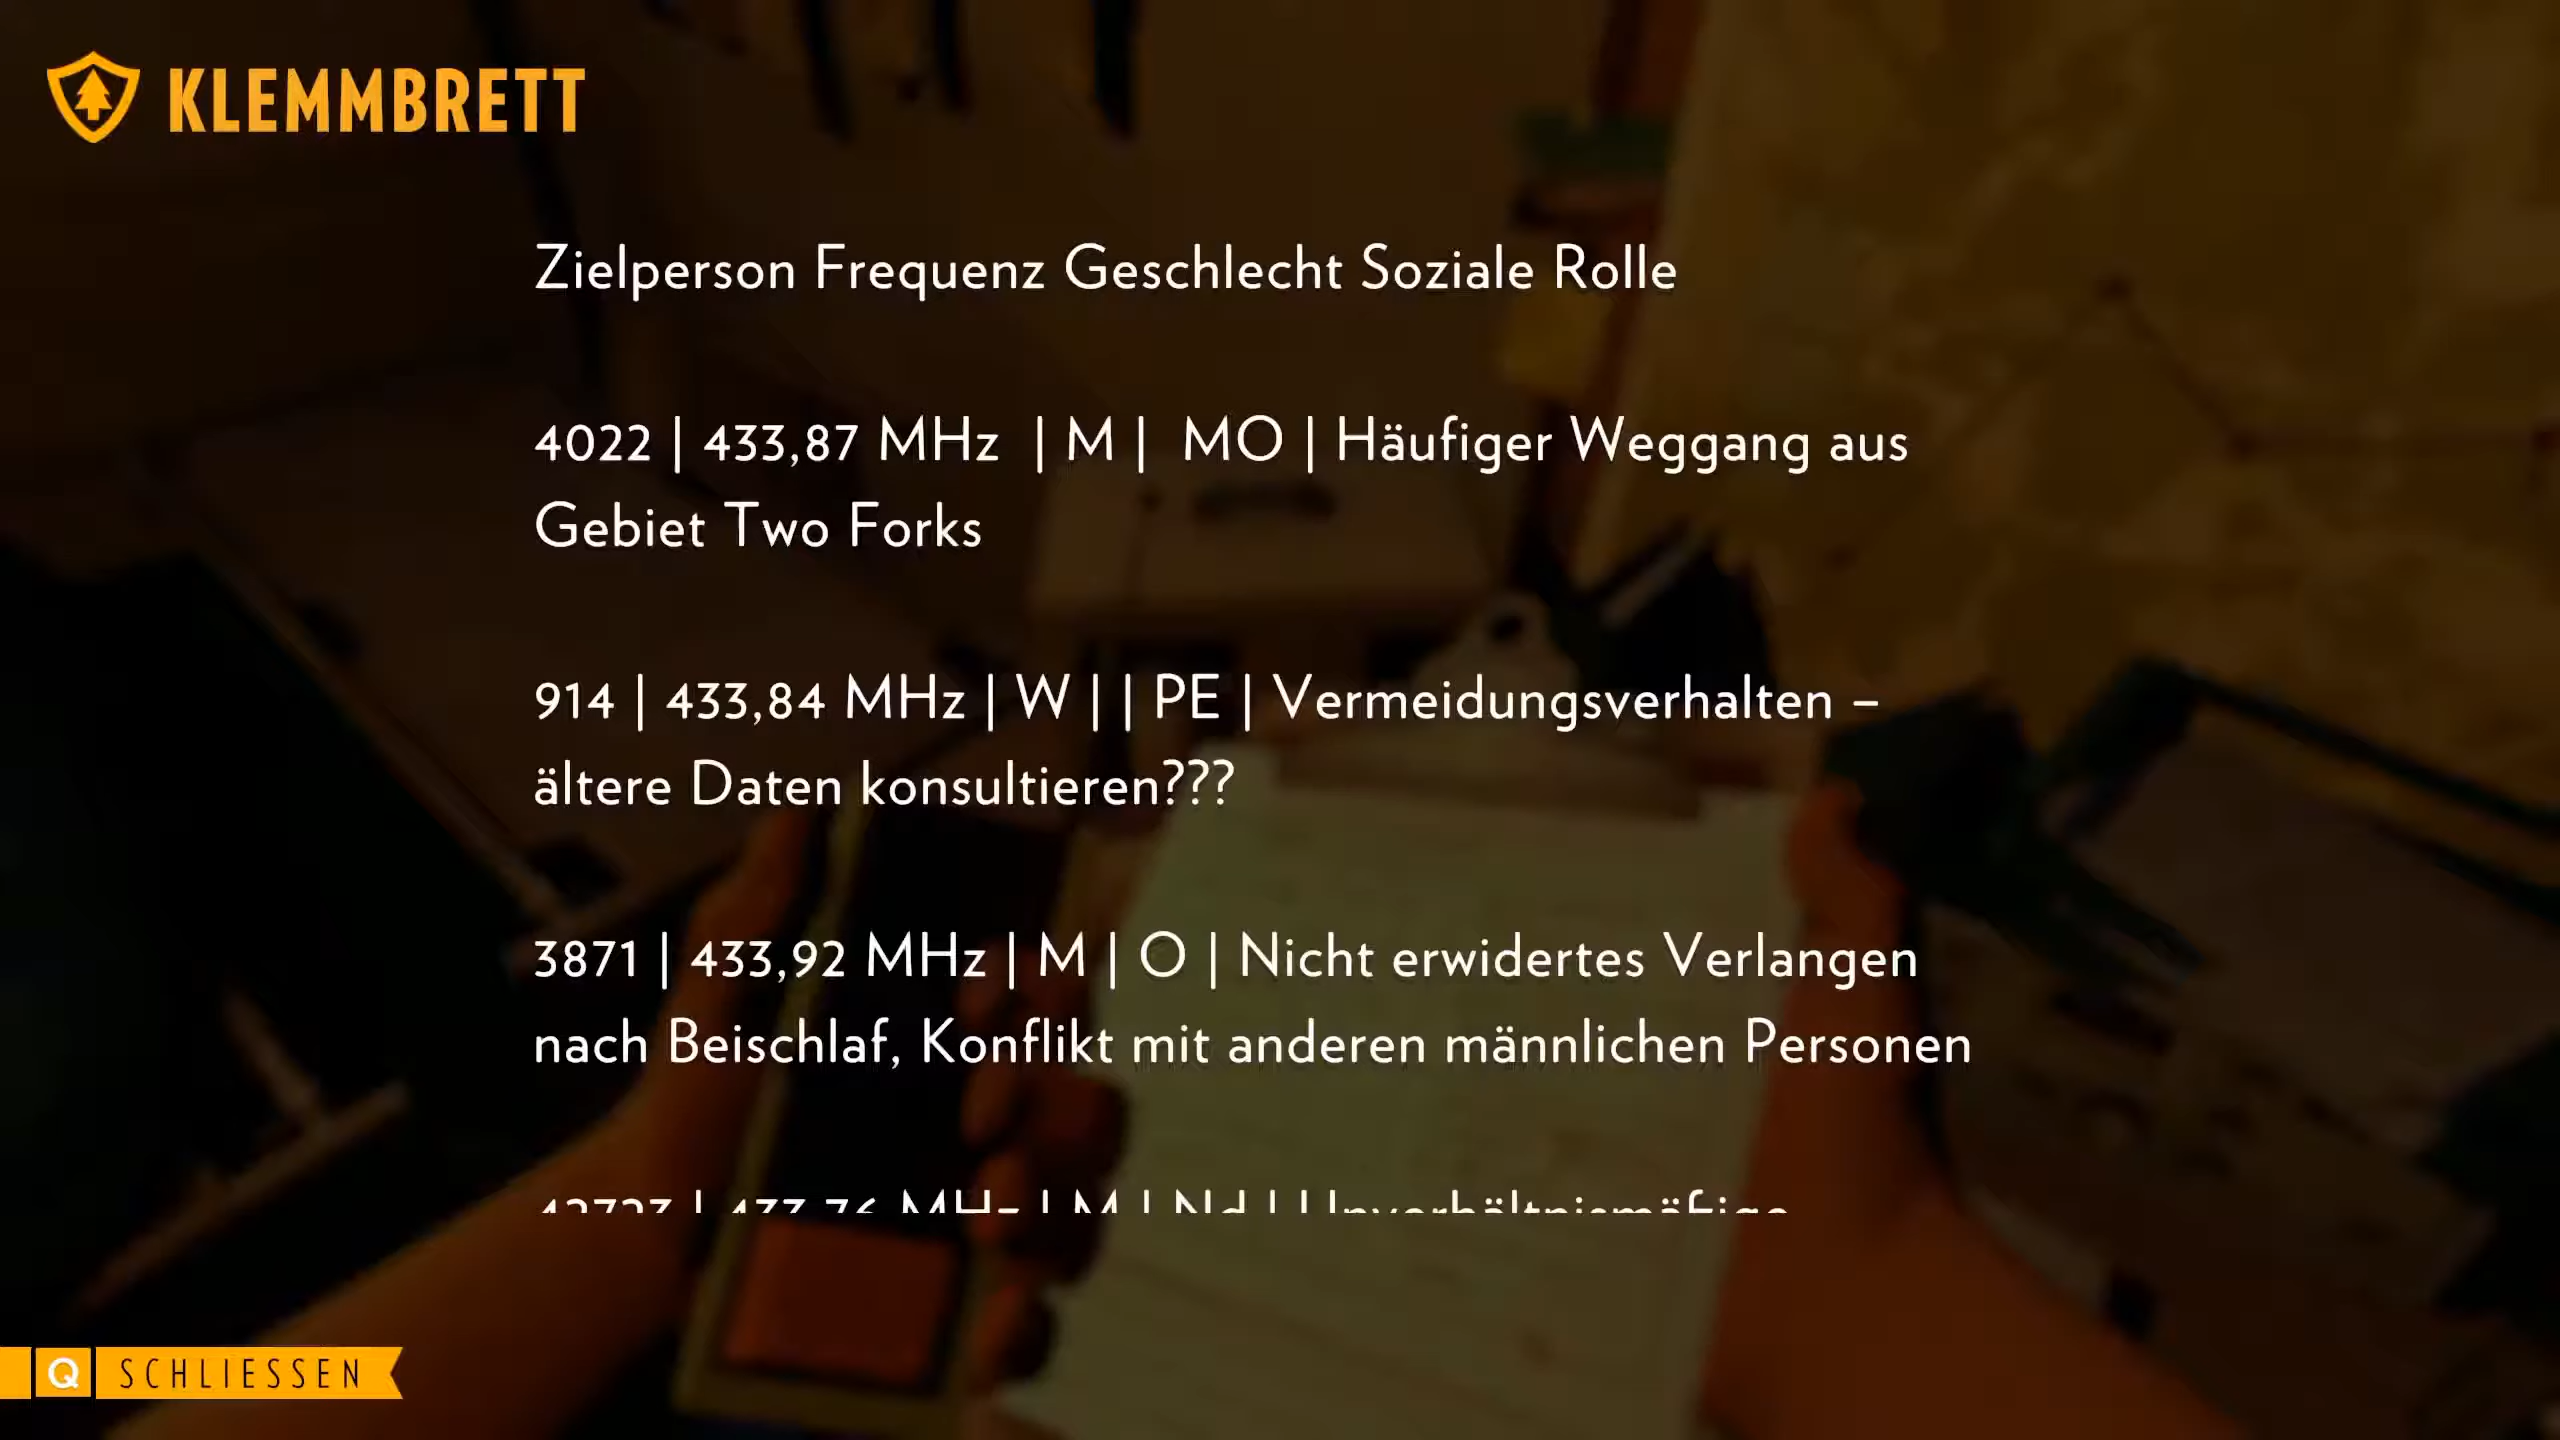 KLEMMBRETT
Zielperson Frequenz Geschlecht Soziale Rolle
4022 | 433,87 MHz | M | MO | Häufiger Weggang aus
Gebiet Two Forks
914 | 433,84 MHz | W | | PE | Vermeidungsverhalten –
ältere Daten konsultieren???
3871 | 433,92 MHz | M | O | Nicht erwidertes Verlangen
nach Beischlaf, Konflikt mit anderen männlichen Personen
| M | Nd | Unverhältnismäßige
Q SCHLIESSEN